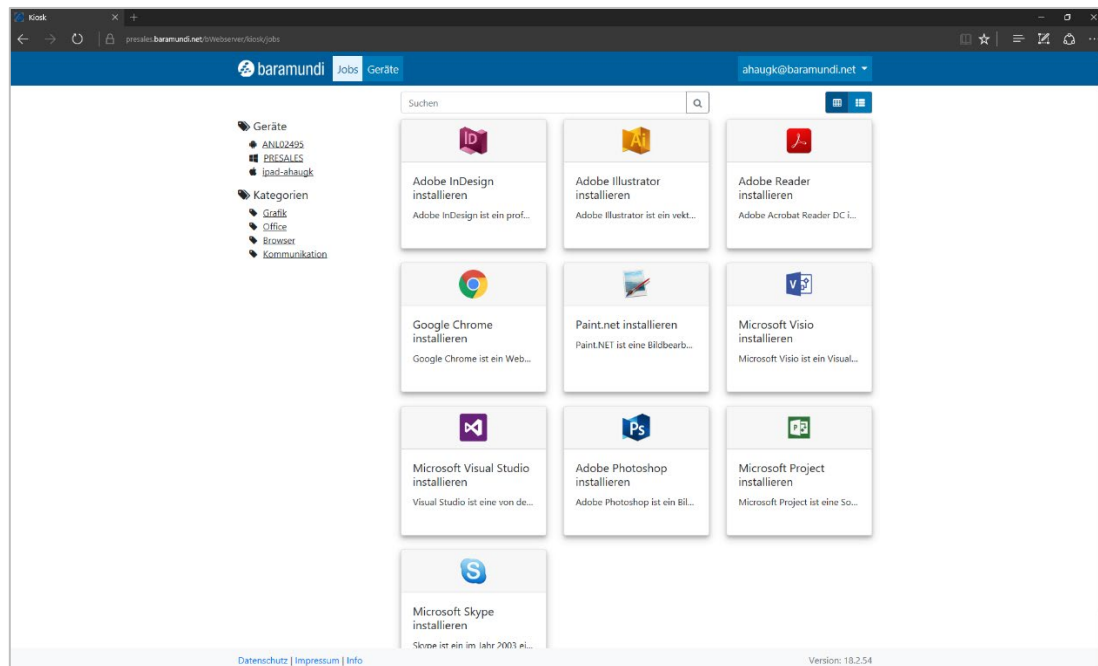 Kiosk
presales.baramundi.net/bWebserver/kiosk/jobs
baramundi Jobs Geräte ahaugk@baramundi.net
Suchen
Geräte
ANL02495
PRESALES
ipad-ahaugk
Kategorien
Grafik
Office
Browser
Kommunikation
Adobe InDesign
installieren
Adobe InDesign ist ein prof...
Adobe Illustrator
installieren
Adobe Illustrator ist ein vekt...
Adobe Reader
installieren
Adobe Acrobat Reader DC i...
Google Chrome
installieren
Google Chrome ist ein Web...
Paint.net installieren
Paint.NET ist eine Bildbearb...
Microsoft Visio
installieren
Microsoft Visio ist ein Visual...
Microsoft Visual Studio
installieren
Visual Studio ist eine von de...
Adobe Photoshop
installieren
Adobe Photoshop ist ein Bil...
Microsoft Project
installieren
Microsoft Project ist eine So...
Microsoft Skype
installieren
Skype ist ein im Jahr 2003 ei...
Datenschutz | Impressum | Info
Version: 18.2.54